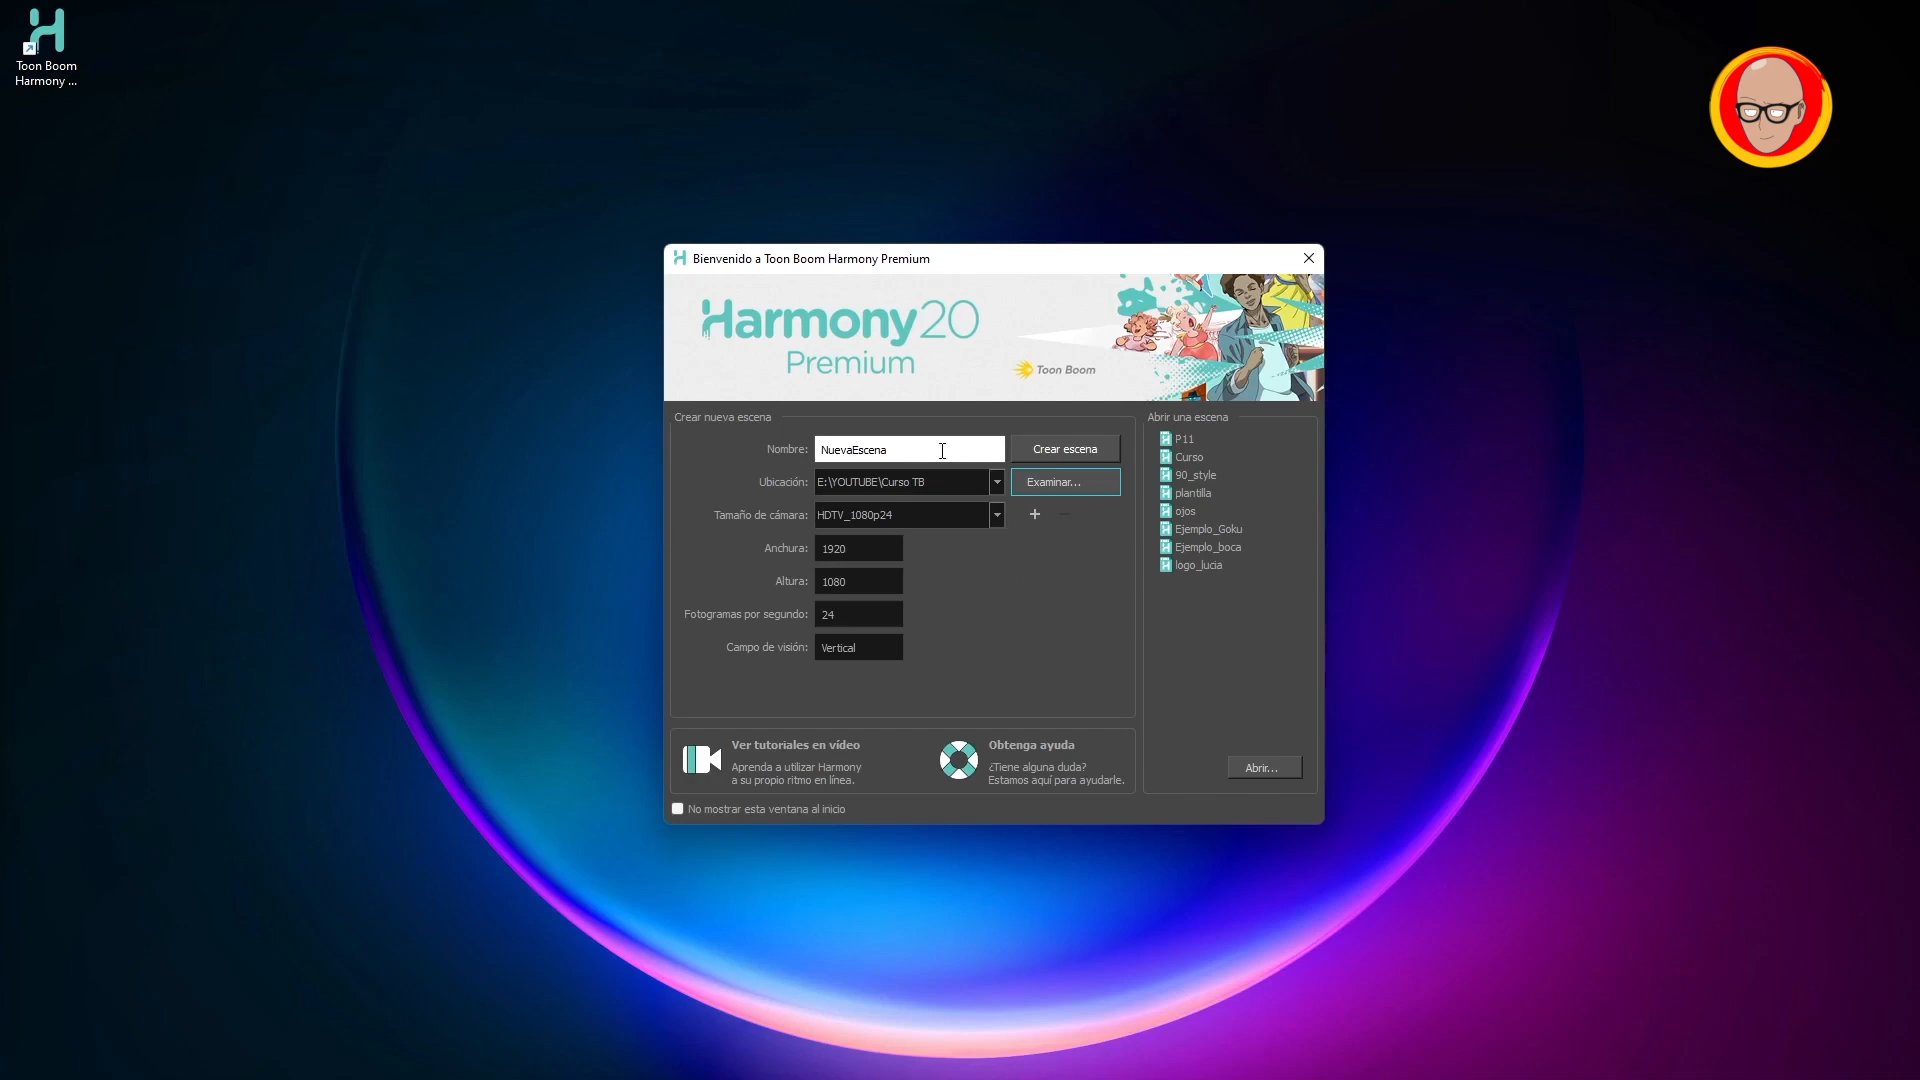 Toon Boom
Harmony ...
Bienvenido a Toon Boom Harmony Premium
Harmony 20
Premium
Toon Boom
Crear nueva escena
Nombre: NuevaEscena Crear escena
Ubicación: E:\YOUTUBE\Curso TB Examinar...
Tamaño de cámara: HDTV_1080p24 + −
Anchura: 1920
Altura: 1080
Fotogramas por segundo: 24
Campo de visión: Vertical
Abrir una escena
P11
Curso
90_style
plantilla
ojos
Ejemplo_Goku
Ejemplo_boca
logo_lucia
Abrir...
Ver tutoriales en vídeo
Aprenda a utilizar Harmony
a su propio ritmo en línea.
Obtenga ayuda
¿Tiene alguna duda?
Estamos aquí para ayudarle.
No mostrar esta ventana al inicio